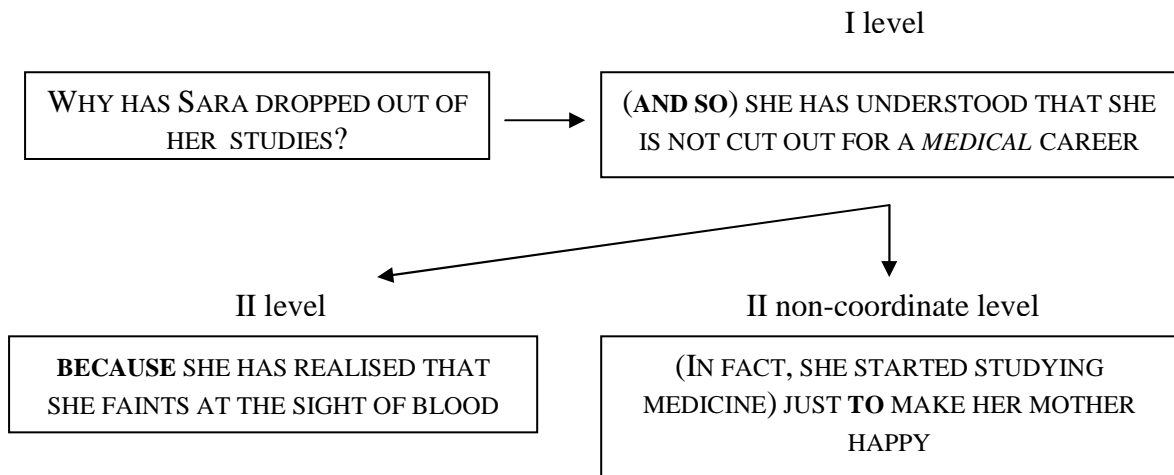 I level
WHY HAS SARA DROPPED OUT OF
HER STUDIES?
(AND SO) SHE HAS UNDERSTOOD THAT SHE
IS NOT CUT OUT FOR A MEDICAL CAREER
II level
BECAUSE SHE HAS REALISED THAT
SHE FAINTS AT THE SIGHT OF BLOOD
II non-coordinate level
(IN FACT, SHE STARTED STUDYING
MEDICINE) JUST TO MAKE HER MOTHER
HAPPY